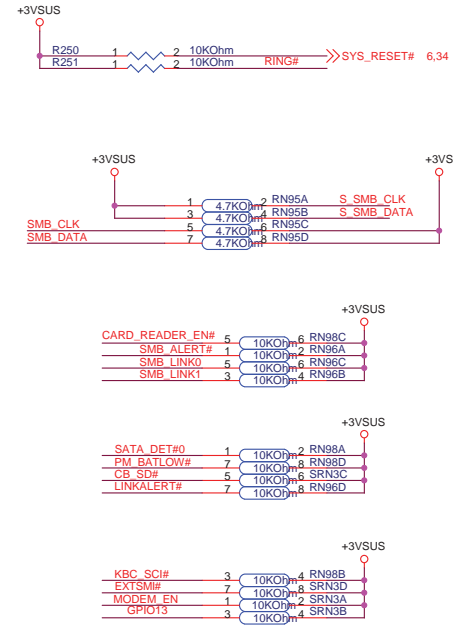 +3VSUS
R250 1 2 10KOhm SYS_RESET# 6,34
R251 1 2 10KOhm RING#
+3VSUS +3VS
1 4.7KOhm 2 RN95A S_SMB_CLK
3 4.7KOhm 4 RN95B S_SMB_DATA
SMB_CLK 5 4.7KOhm 6 RN95C
SMB_DATA 7 4.7KOhm 8 RN95D
+3VSUS
CARD_READER_EN# 5 10KOhm 6 RN98C
SMB_ALERT# 1 10KOhm 2 RN96A
SMB_LINK0 5 10KOhm 6 RN96C
SMB_LINK1 3 10KOhm 4 RN96B
+3VSUS
SATA_DET#0 1 10KOhm 2 RN98A
PM_BATLOW# 7 10KOhm 8 RN98D
CB_SD# 5 10KOhm 6 SRN3C
LINKALERT# 7 10KOhm 8 RN96D
+3VSUS
KBC_SCI# 3 10KOhm 4 RN98B
EXTSMI# 7 10KOhm 8 SRN3D
MODEM_EN 1 10KOhm 2 SRN3A
GPIO13 3 10KOhm 4 SRN3B